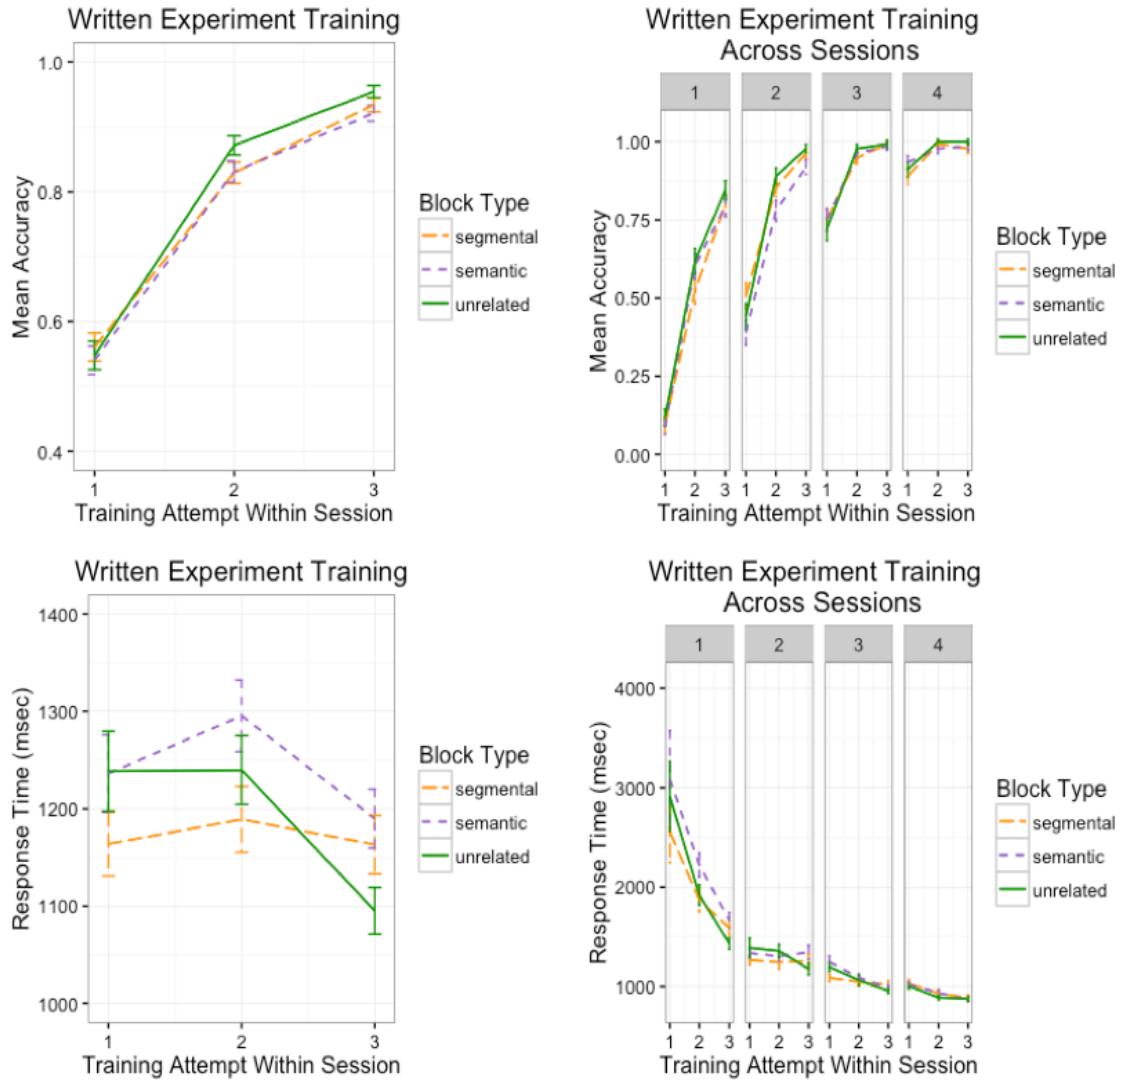 Written Experiment Training
Mean Accuracy
1.0
0.8
0.6
0.4
1 2 3
Training Attempt Within Session
Block Type
segmental
semantic
unrelated
Written Experiment Training
Across Sessions
1 2 3 4
Mean Accuracy
1.00
0.75
0.50
0.25
0.00
1 2 3 1 2 3 1 2 3 1 2 3
Training Attempt Within Session
Block Type
segmental
semantic
unrelated
Written Experiment Training
Response Time (msec)
1400
1300
1200
1100
1000
1 2 3
Training Attempt Within Session
Block Type
segmental
semantic
unrelated
Written Experiment Training
Across Sessions
1 2 3 4
Response Time (msec)
4000
3000
2000
1000
1 2 3 1 2 3 1 2 3 1 2 3
Training Attempt Within Session
Block Type
segmental
semantic
unrelated